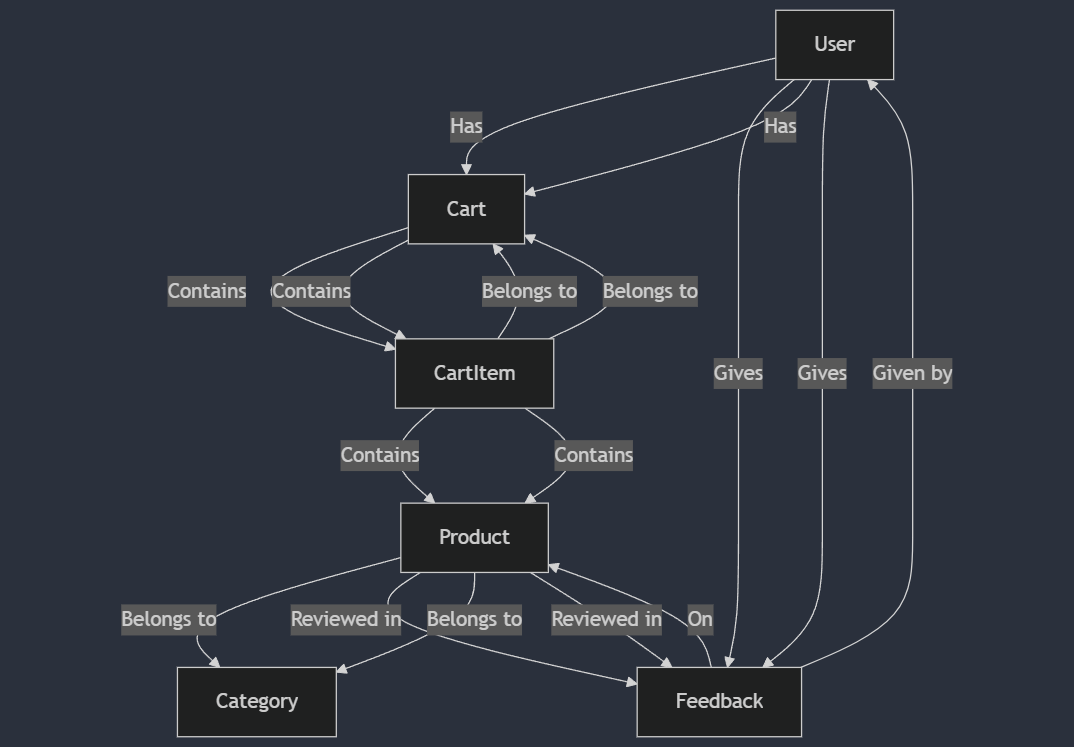 User
Has
Has
Cart
Contains
Contains
Belongs to
Belongs to
CartItem
Gives
Gives
Given by
Contains
Contains
Product
Belongs to
Reviewed in
Belongs to
Reviewed in
On
Category
Feedback